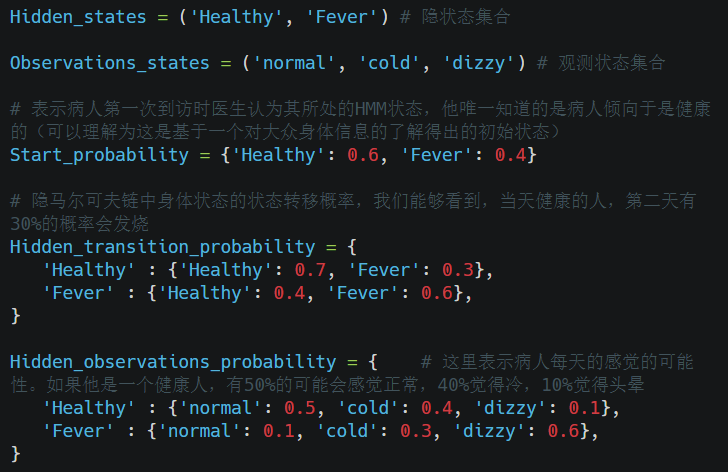 Hidden_states = ('Healthy', 'Fever') # 隐状态集合
Observations_states = ('normal', 'cold', 'dizzy') # 观测状态集合
# 表示病人第一次到访时医生认为其所处的HMM状态，他唯一知道的是病人倾向于是健康
的（可以理解为这是基于一个对大众身体信息的了解得出的初始状态）
Start_probability = {'Healthy': 0.6, 'Fever': 0.4}
# 隐马尔可夫链中身体状态的状态转移概率，我们能够看到，当天健康的人，第二天有
30%的概率会发烧
Hidden_transition_probability = {
   'Healthy' : {'Healthy': 0.7, 'Fever': 0.3},
   'Fever' : {'Healthy': 0.4, 'Fever': 0.6},
}
Hidden_observations_probability = {    # 这里表示病人每天的感觉的可能
性。如果他是一个健康人，有50%的可能会感觉正常，40%觉得冷，10%觉得头晕
   'Healthy' : {'normal': 0.5, 'cold': 0.4, 'dizzy': 0.1},
   'Fever' : {'normal': 0.1, 'cold': 0.3, 'dizzy': 0.6},
}